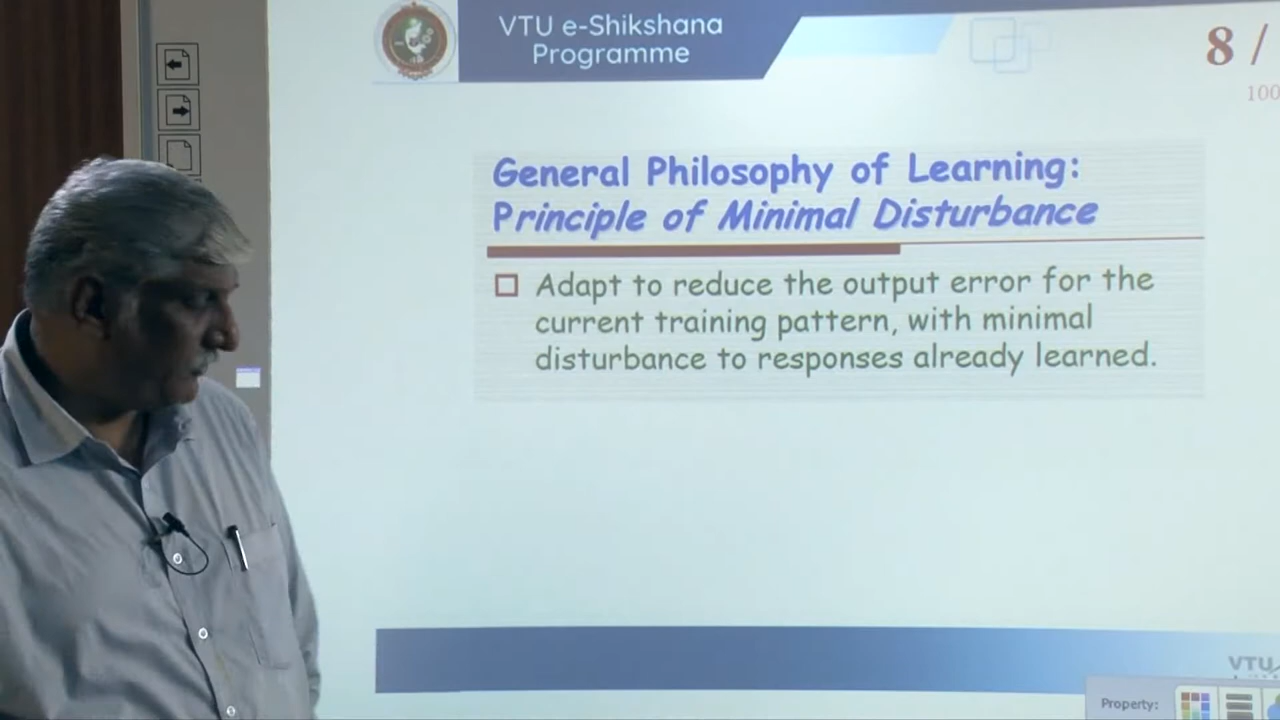 VTU e-Shikshana
Programme
8 /
100
General Philosophy of Learning:
Principle of Minimal Disturbance
Adapt to reduce the output error for the
current training pattern, with minimal
disturbance to responses already learned.
VTU
Property: